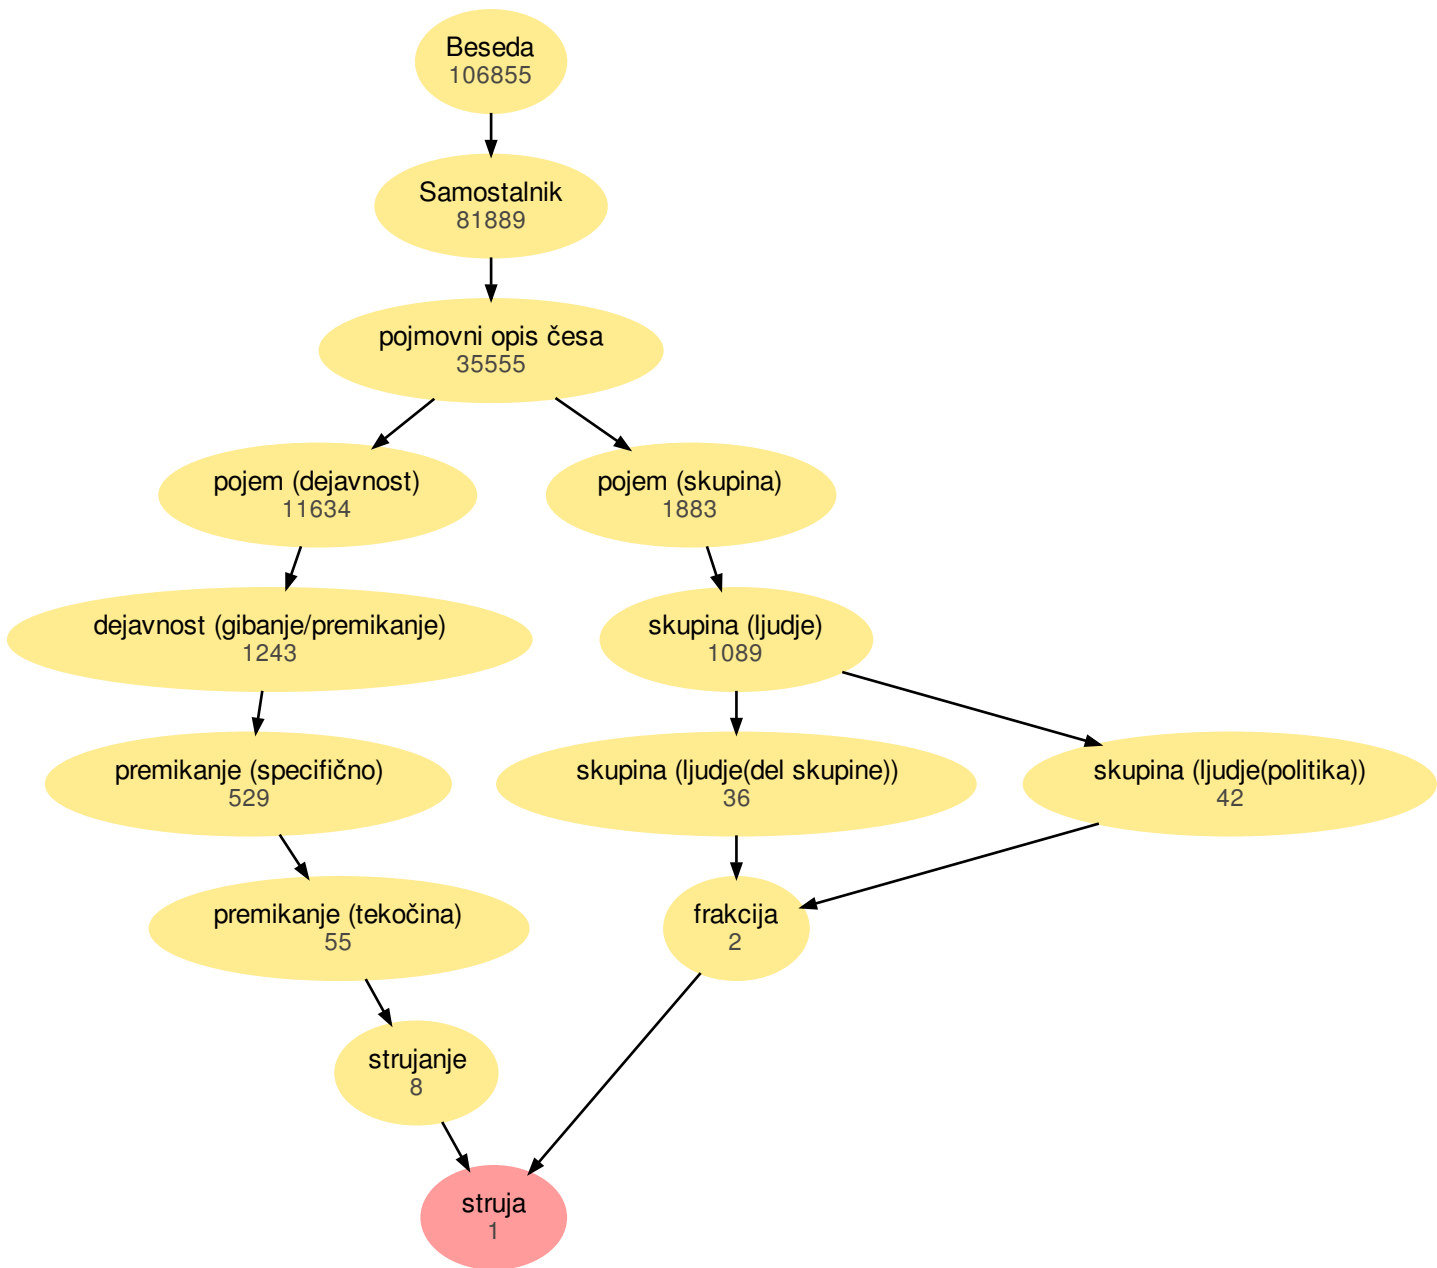 Beseda
106855
Samostalnik
81889
pojmovni opis česa
35555
pojem (dejavnost)
11634
pojem (skupina)
1883
dejavnost (gibanje/premikanje)
1243
skupina (ljudje)
1089
premikanje (specifično)
529
skupina (ljudje(del skupine))
36
skupina (ljudje(politika))
42
premikanje (tekočina)
55
frakcija
2
strujanje
8
struja
1